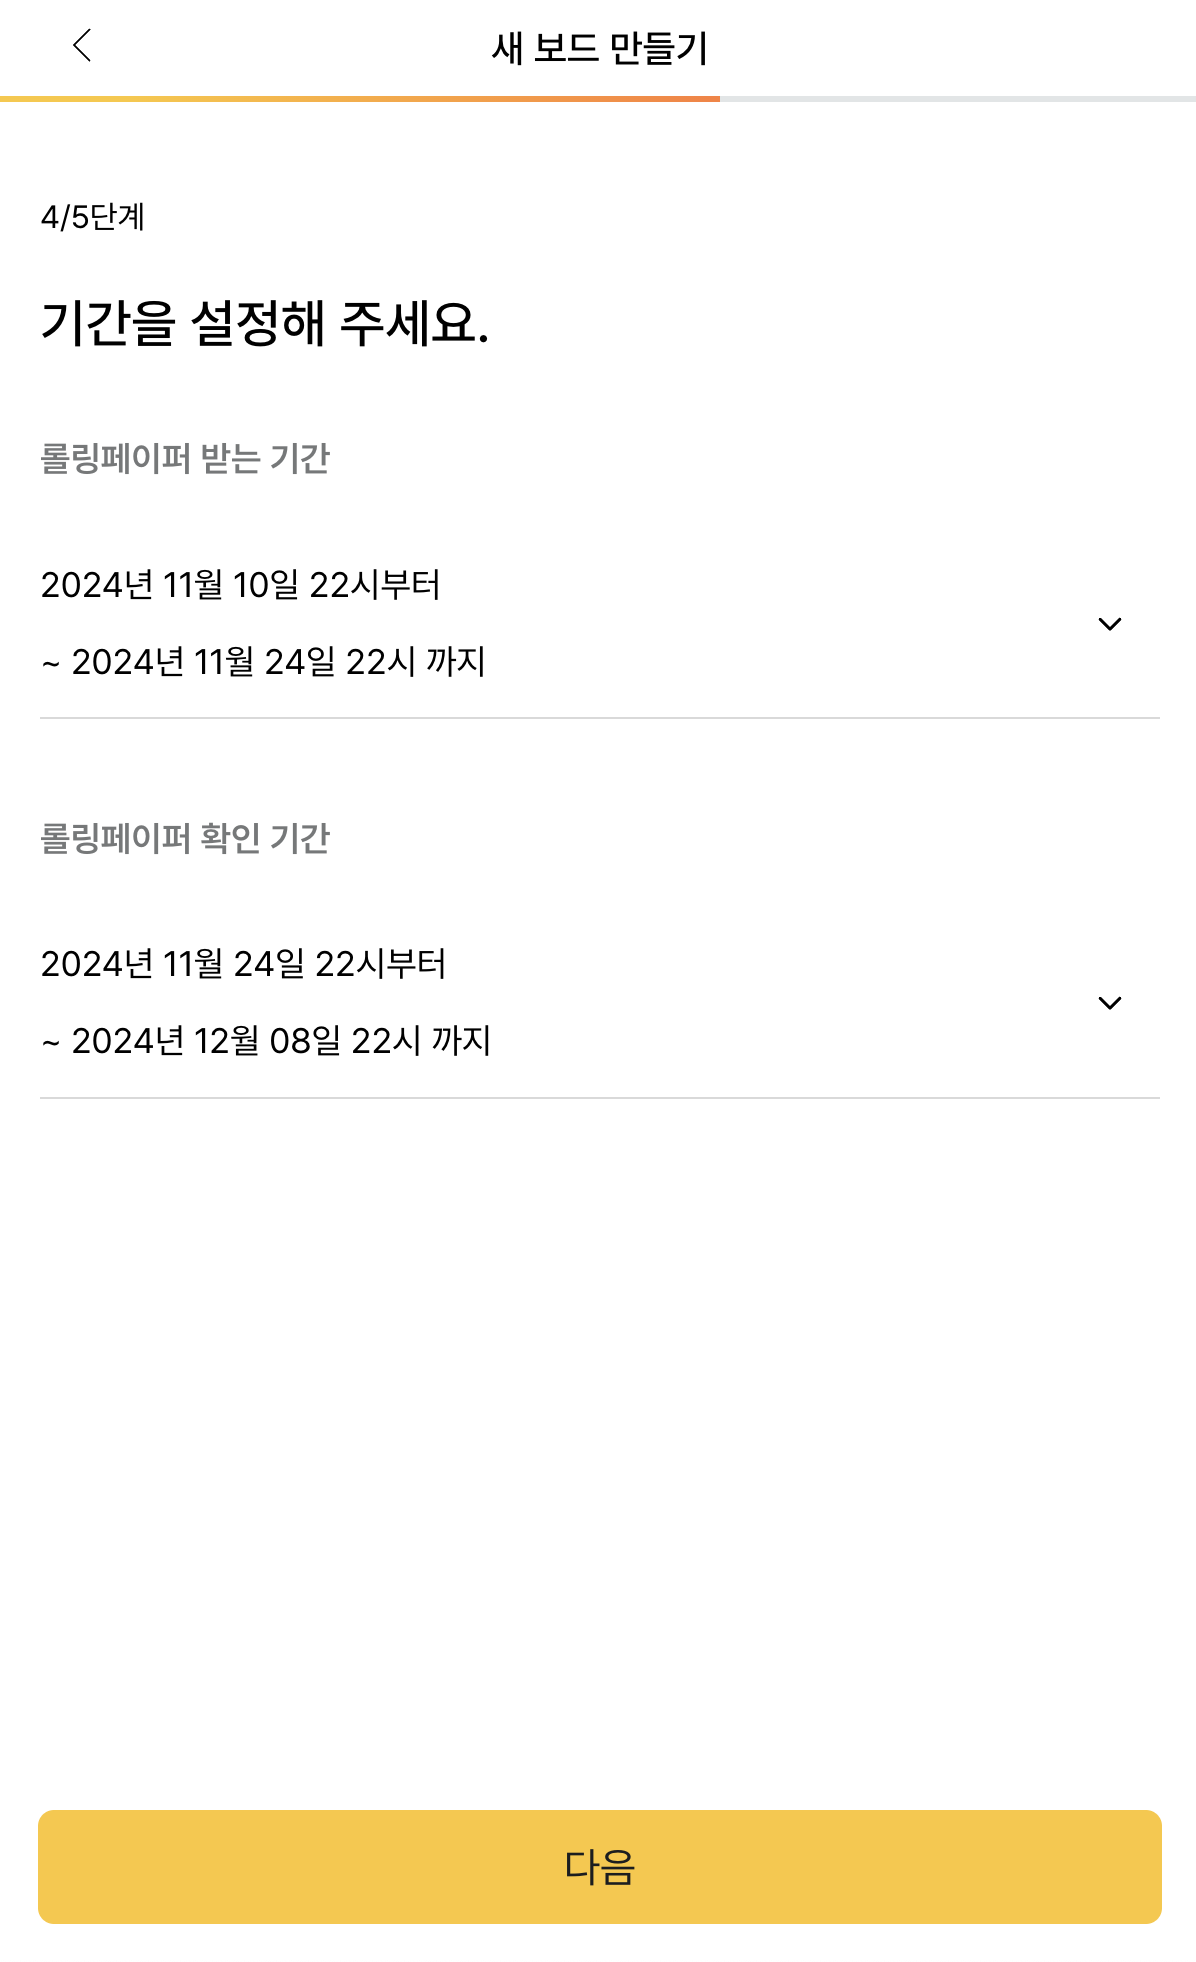 새 보드 만들기
4/5단계
기간을 설정해 주세요.
롤링페이퍼 받는 기간
2024년 11월 10일 22시부터
~ 2024년 11월 24일 22시 까지
롤링페이퍼 확인 기간
2024년 11월 24일 22시부터
~ 2024년 12월 08일 22시 까지
다음